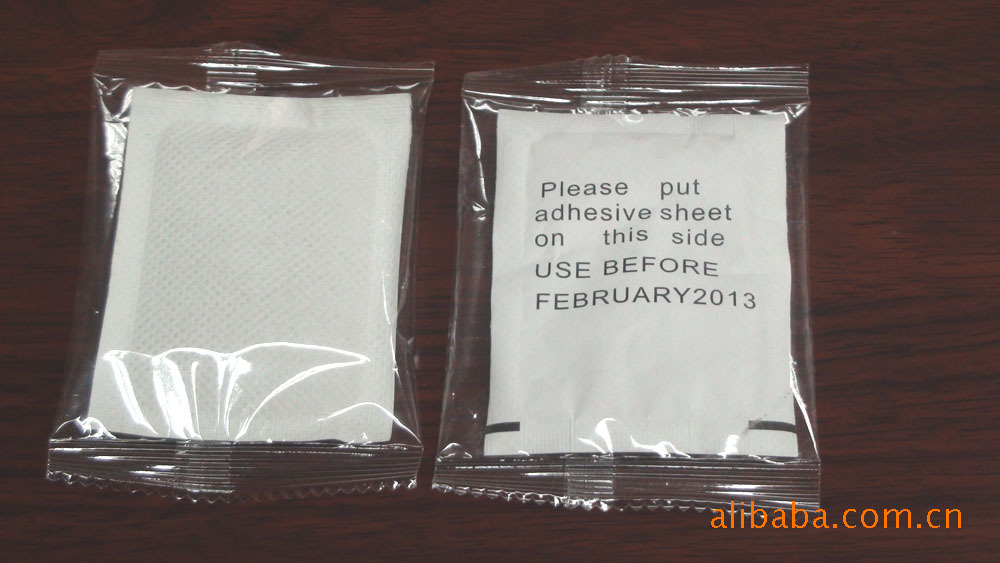 Please put
adhesive sheet
on this side
USE BEFORE
FEBRUARY2013
alibaba.com.cn